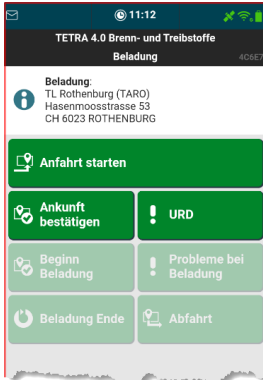 11:12
TETRA 4.0 Brenn- und Treibstoffe
Beladung
4C6E7
Beladung:
TL Rothenburg (TARO)
Hasenmoosstrasse 53
CH 6023 ROTHENBURG
Anfahrt starten
Ankunft
bestätigen
URD
Beginn
Beladung
Probleme bei
Beladung
Beladung Ende
Abfahrt